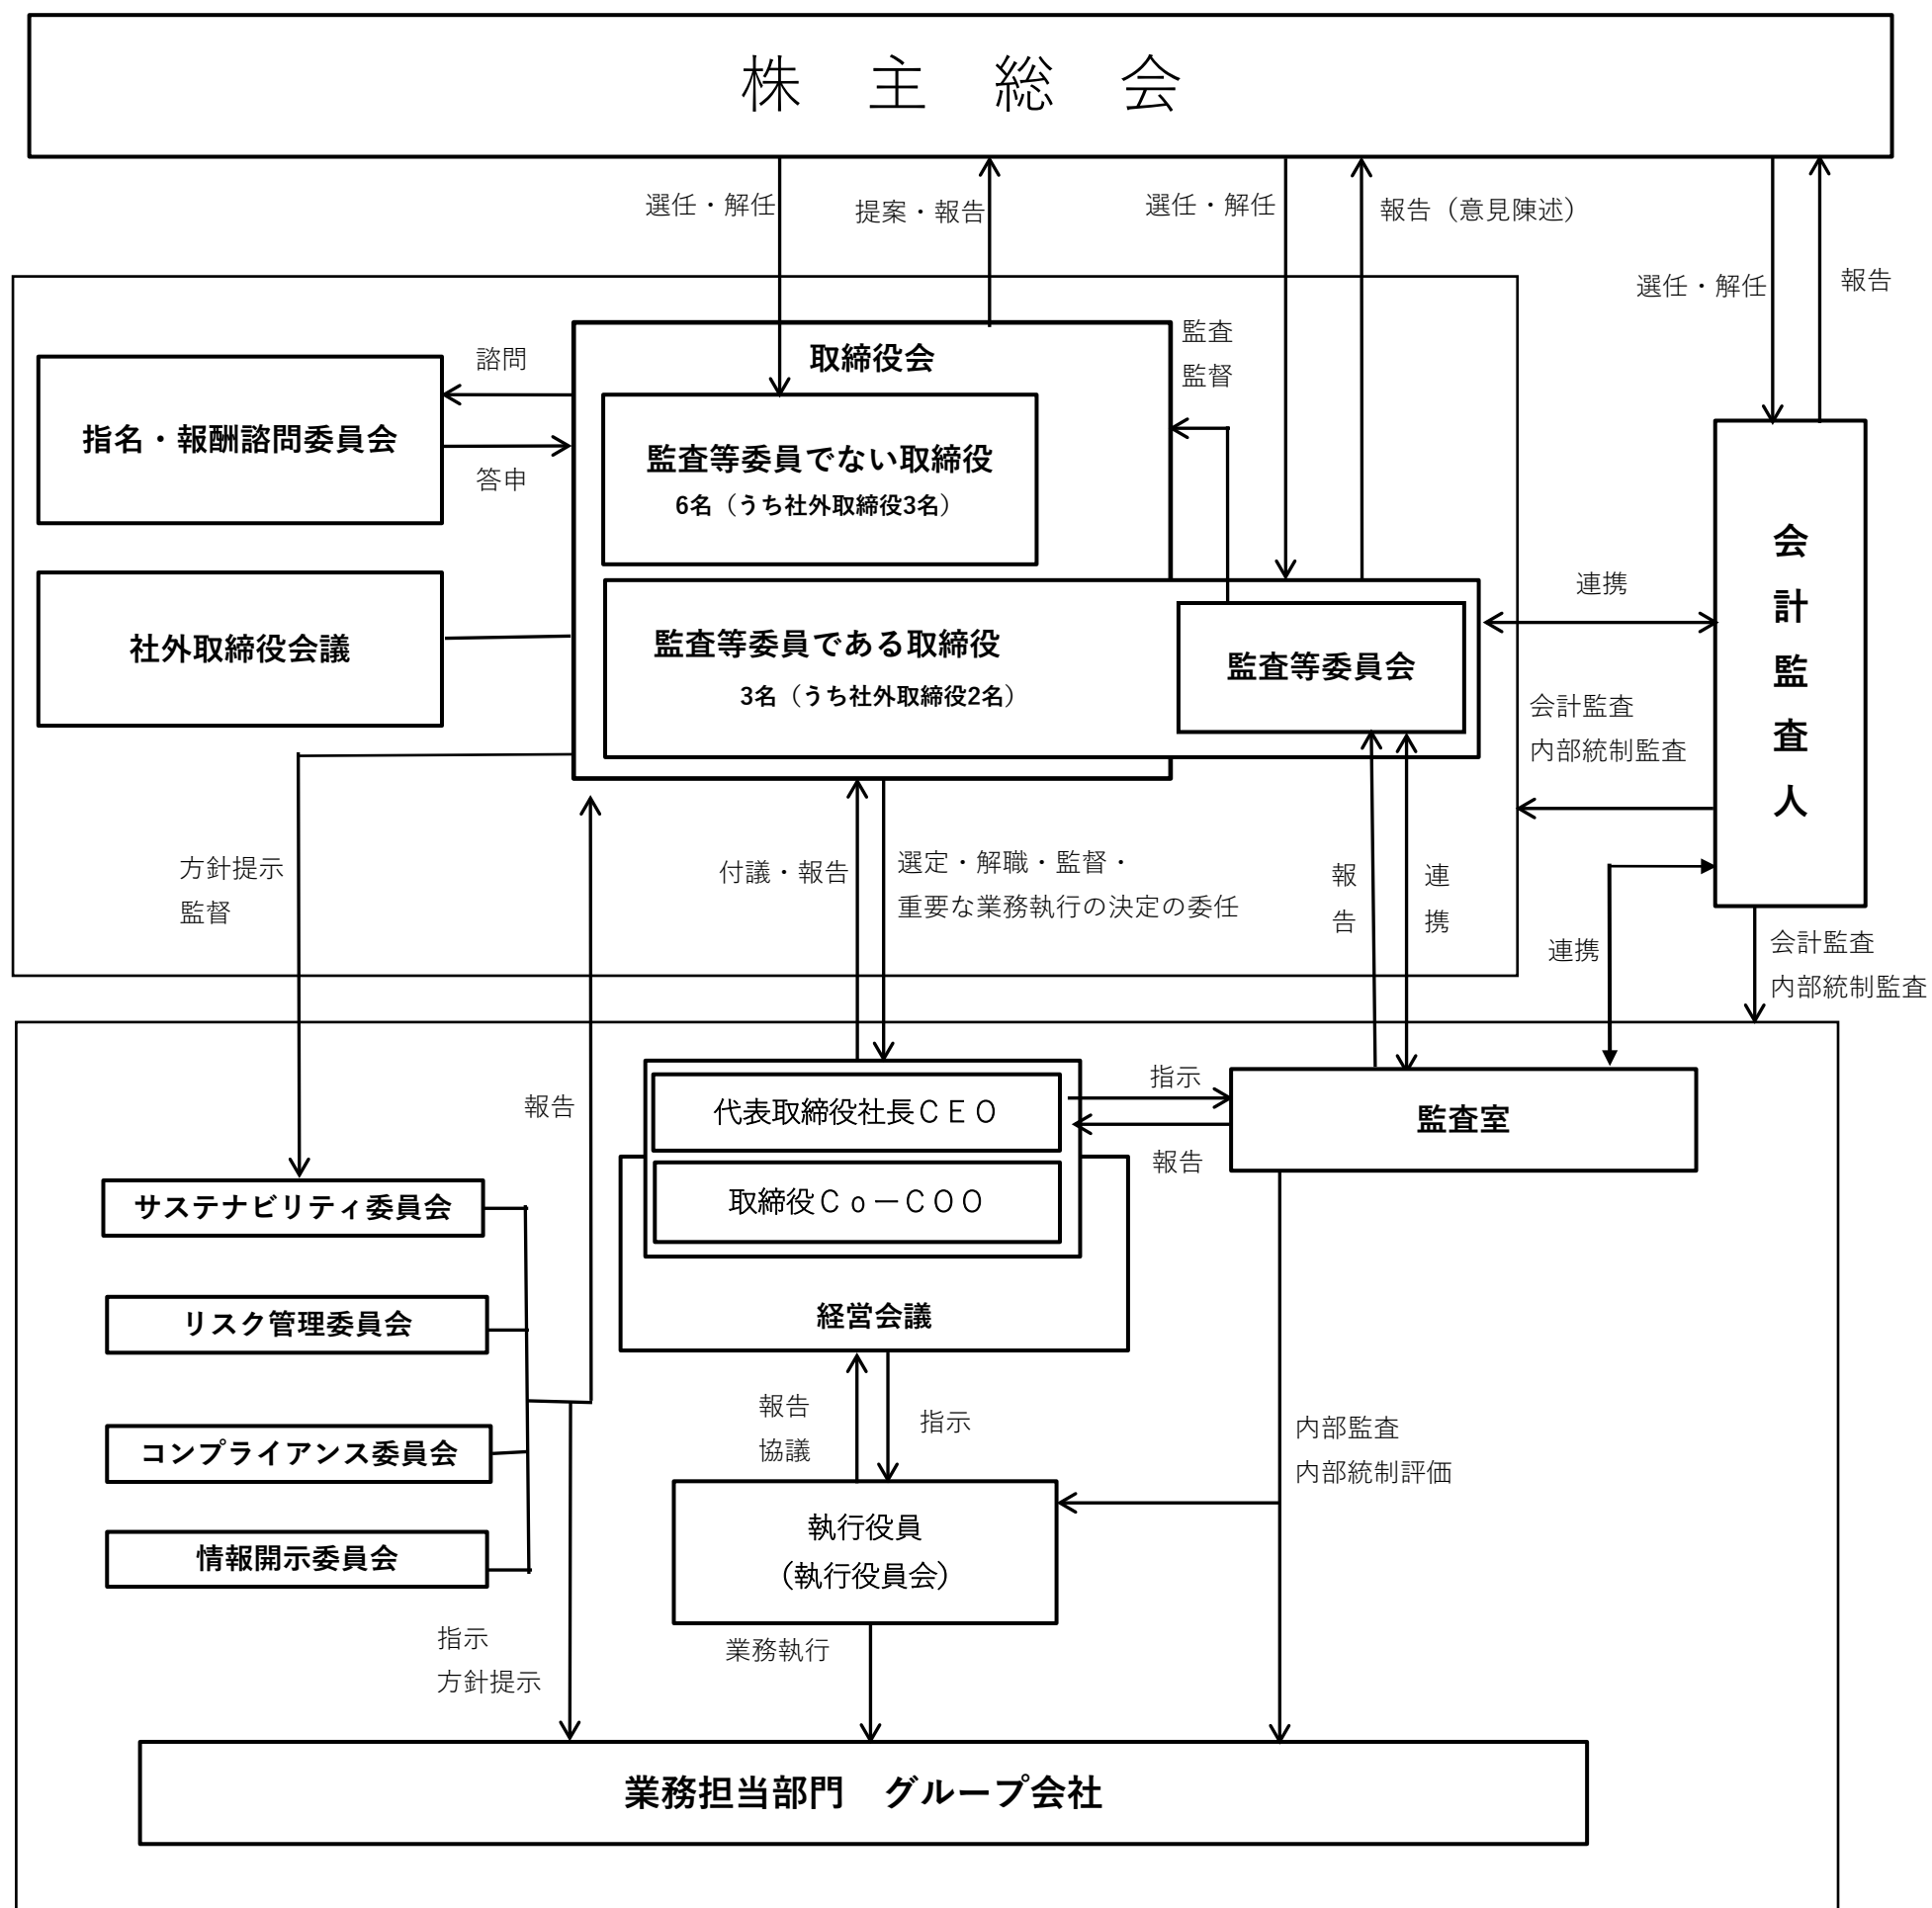 株主総会
選任・解任
提案・報告
選任・解任
報告（意見陳述）
選任・解任
報告
取締役会
監査
監督
諮問
指名・報酬諮問委員会
答申
監査等委員でない取締役
6名（うち社外取締役3名）
社外取締役会議
監査等委員である取締役
3名（うち社外取締役2名）
監査等委員会
連携
会計監査人
会計監査
内部統制監査
方針提示
監督
付議・報告
選定・解職・監督・
重要な業務執行の決定の委任
報告
連携
連携
会計監査
内部統制監査
報告
代表取締役社長ＣＥＯ
指示
報告
監査室
取締役Ｃｏ－ＣＯＯ
経営会議
サステナビリティ委員会
リスク管理委員会
コンプライアンス委員会
情報開示委員会
報告
協議
指示
内部監査
内部統制評価
執行役員
（執行役員会）
指示
方針提示
業務執行
業務担当部門　グループ会社